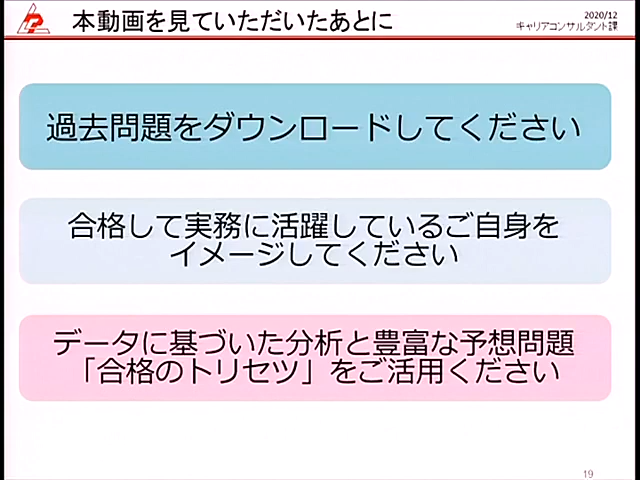 本動画を見ていただいたあとに
2020/12
キャリアコンサルタント課
過去問題をダウンロードしてください
合格して実務に活躍しているご自身を
イメージしてください
データに基づいた分析と豊富な予想問題
「合格のトリセツ」をご活用ください
19